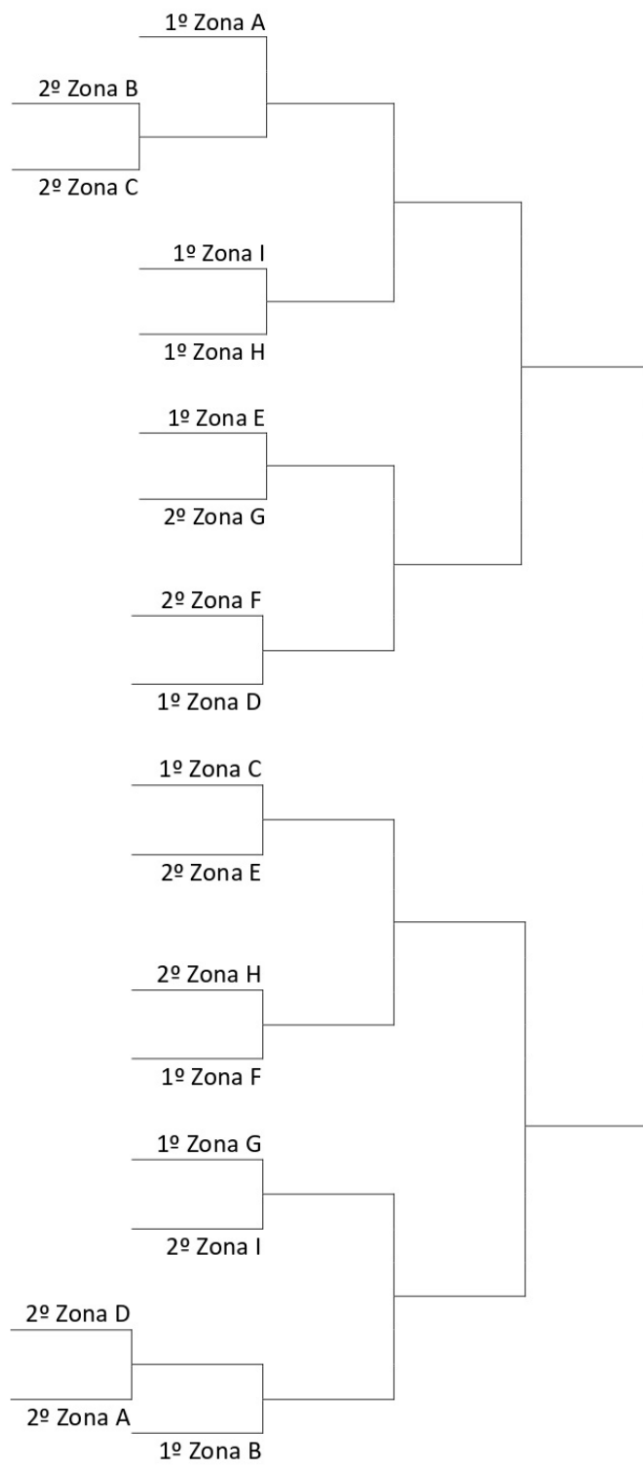 1º Zona A
2º Zona B
2º Zona C
1º Zona I
1º Zona H
1º Zona E
2º Zona G
2º Zona F
1º Zona D
1º Zona C
2º Zona E
2º Zona H
1º Zona F
1º Zona G
2º Zona I
2º Zona D
2º Zona A
1º Zona B